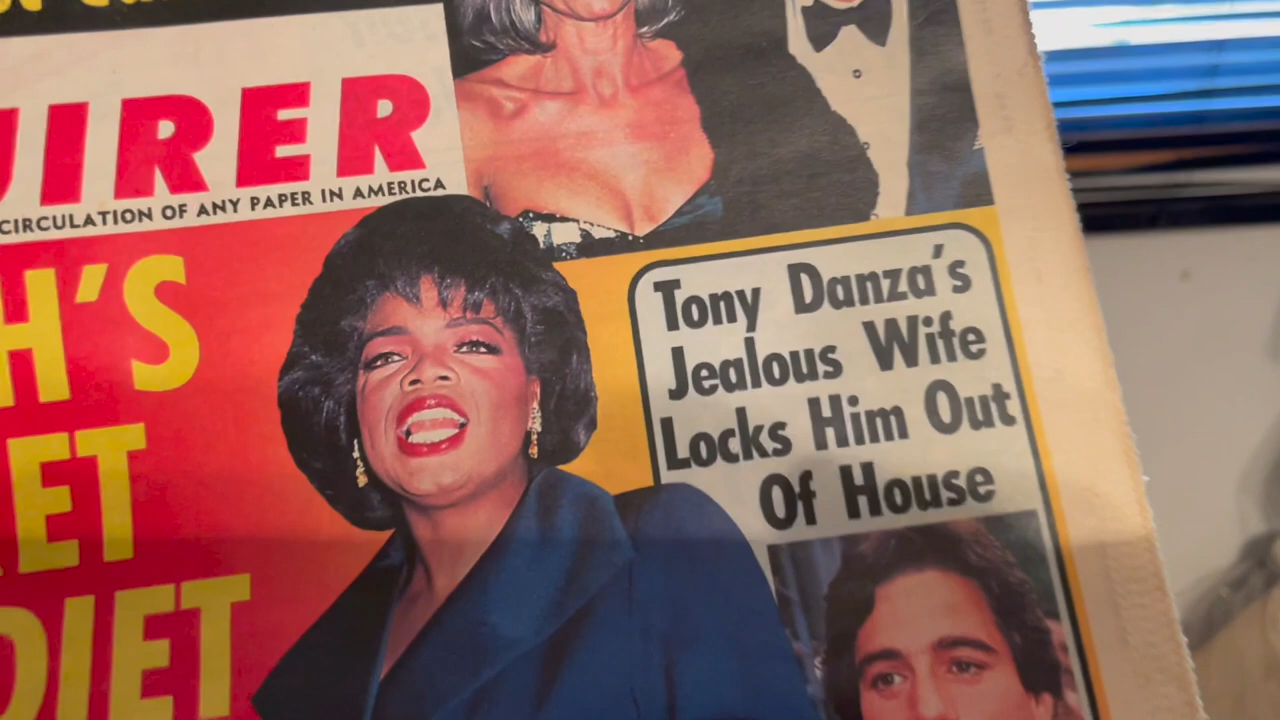 UIRER
CIRCULATION OF ANY PAPER IN AMERICA
H'S
ET
DIET
Tony Danza's
Jealous Wife
Locks Him Out
Of House